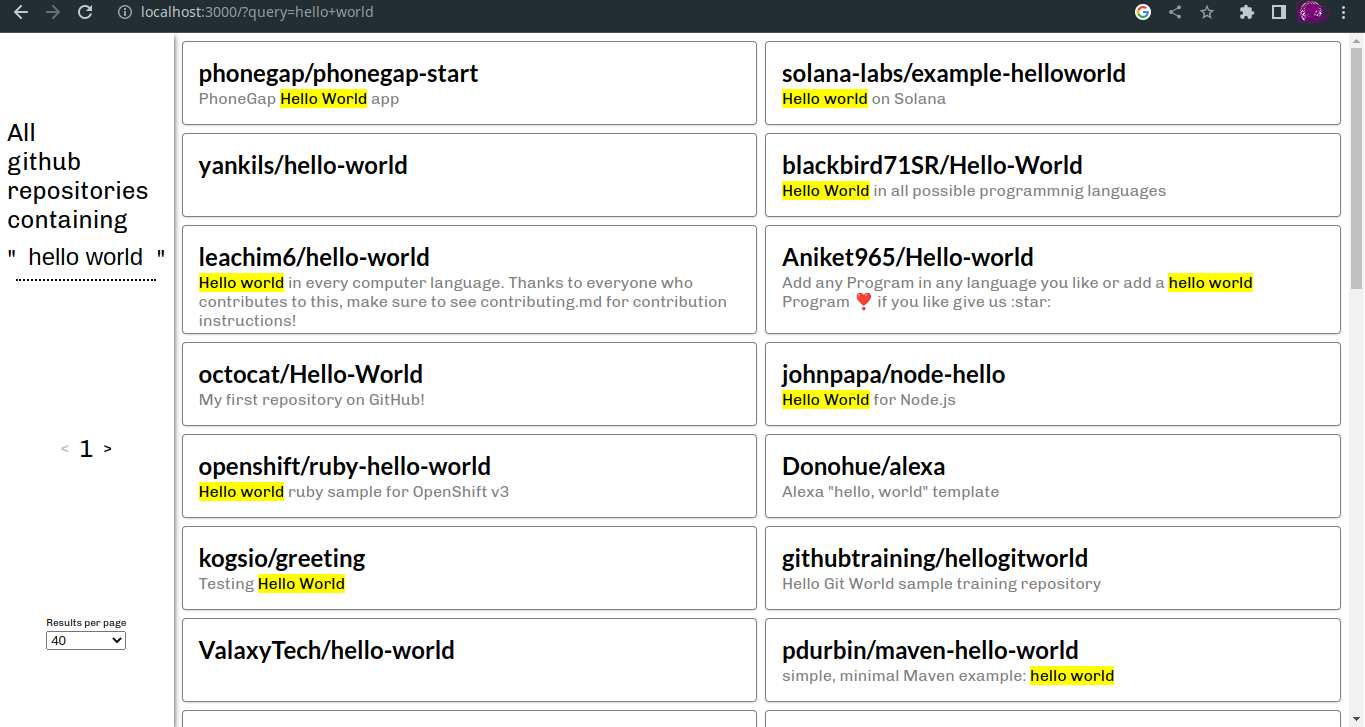 localhost:3000/?query=hello+world
All
github
repositories
containing
" hello world "
< 1 >
Results per page
40
phonegap/phonegap-start
PhoneGap Hello World app
solana-labs/example-helloworld
Hello world on Solana
yankils/hello-world
blackbird71SR/Hello-World
Hello World in all possible programmnig languages
leachim6/hello-world
Hello world in every computer language. Thanks to everyone who
contributes to this, make sure to see contributing.md for contribution
instructions!
Aniket965/Hello-world
Add any Program in any language you like or add a hello world
Program ❣️ if you like give us :star:
octocat/Hello-World
My first repository on GitHub!
johnpapa/node-hello
Hello World for Node.js
openshift/ruby-hello-world
Hello world ruby sample for OpenShift v3
Donohue/alexa
Alexa "hello, world" template
kogsio/greeting
Testing Hello World
githubtraining/hellogitworld
Hello Git World sample training repository
ValaxyTech/hello-world
pdurbin/maven-hello-world
simple, minimal Maven example: hello world